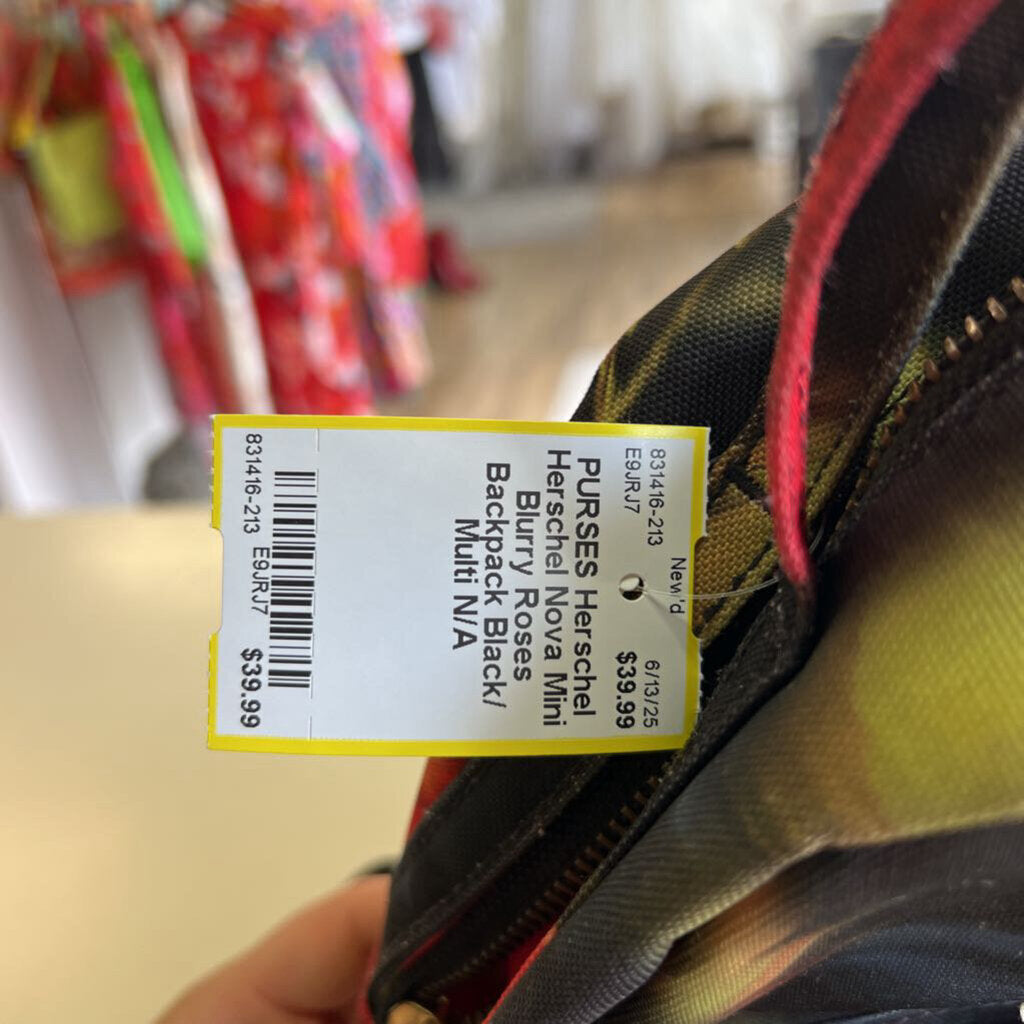 831416-213 New'd 6/13/25
E9JRJ7 $39.99
PURSES Herschel
Herschel Nova Mini
Blurry Roses
Backpack Black/
Multi N/A
831416-213 E9JRJ7 $39.99